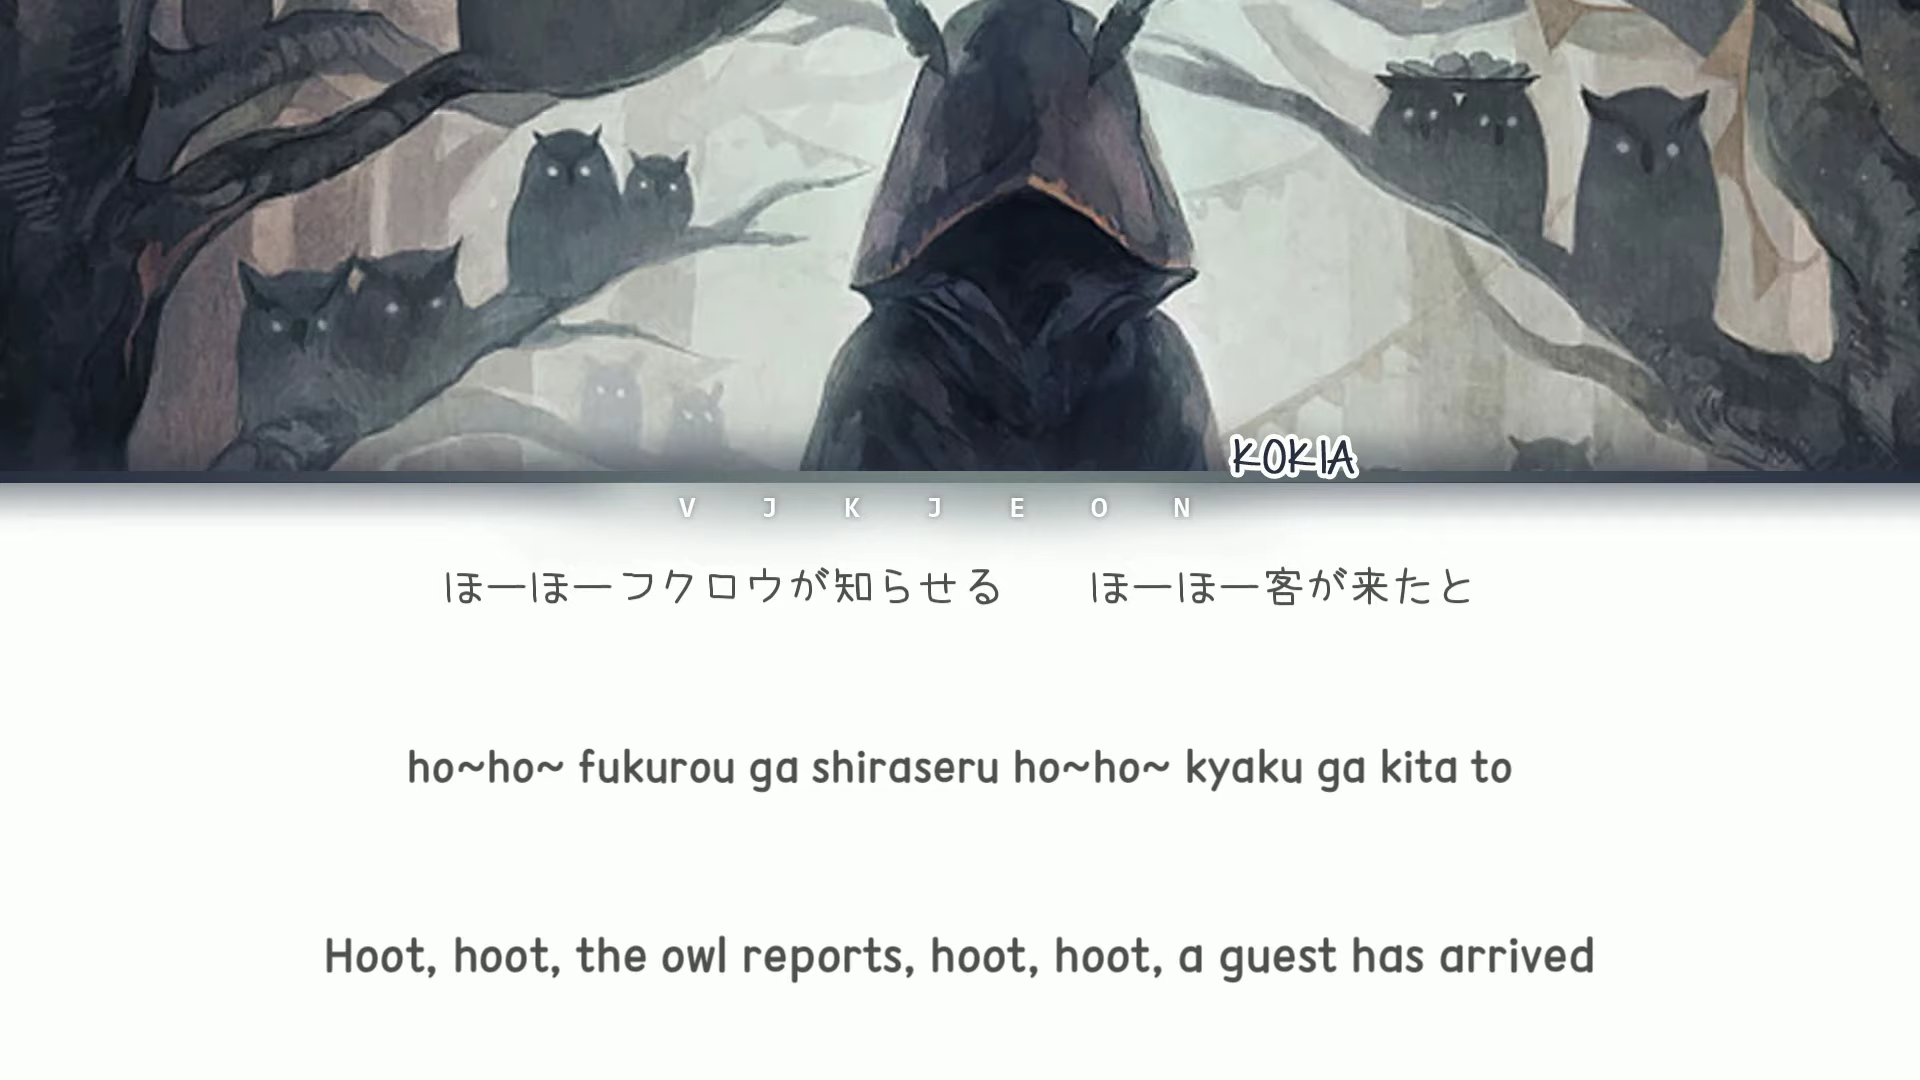 KOKIA
V J K J E O N
ほーほーフクロウが知らせる　　ほーほー客が来たと
ho~ho~ fukurou ga shiraseru ho~ho~ kyaku ga kita to
Hoot, hoot, the owl reports, hoot, hoot, a guest has arrived